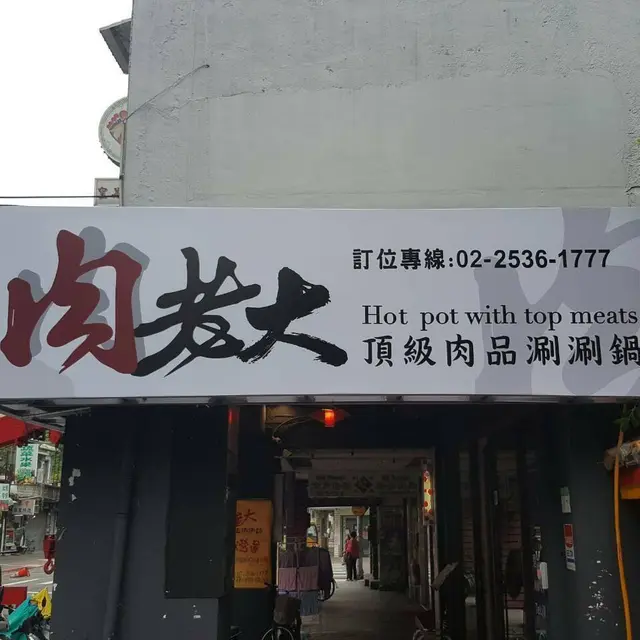 肉老大
訂位專線:02-2536-1777
Hot pot with top meats
頂級肉品涮涮鍋